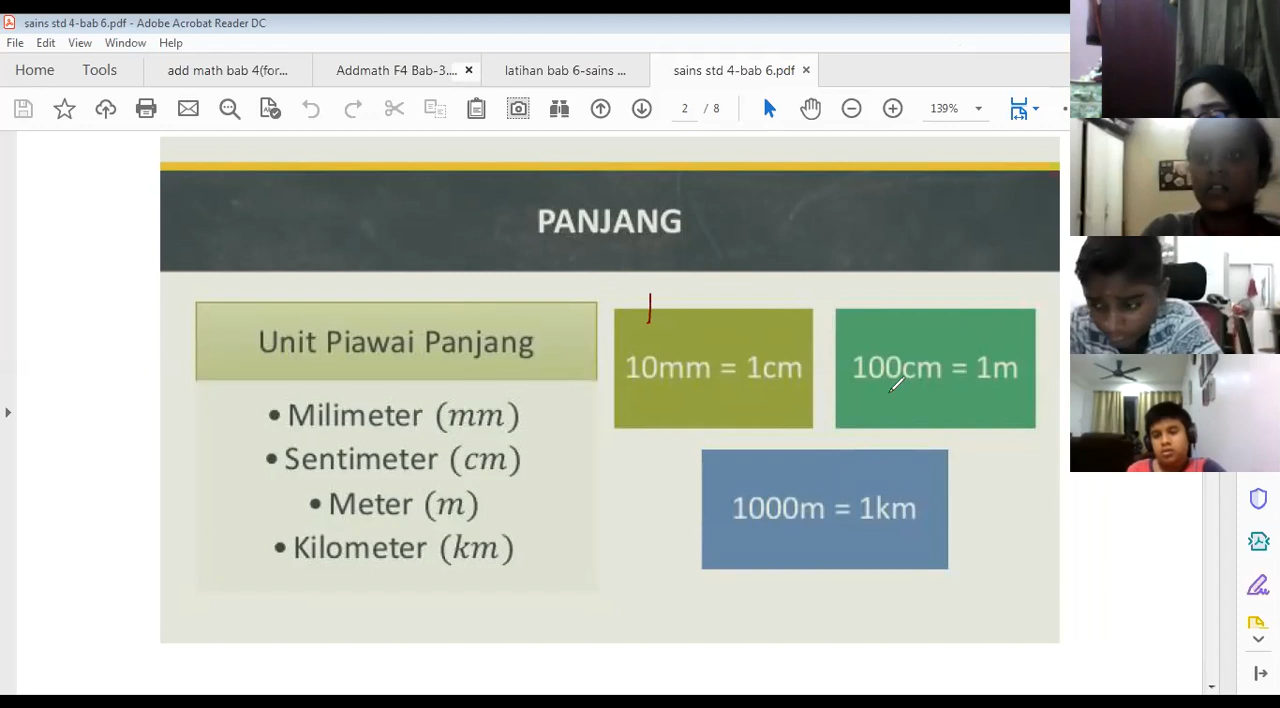 sains std 4-bab 6.pdf - Adobe Acrobat Reader DC
File Edit View Window Help
Home Tools add math bab 4(for... Addmath F4 Bab-3.... latihan bab 6-sains ... sains std 4-bab 6.pdf
2 / 8 139%
PANJANG
Unit Piawai Panjang
• Milimeter (mm)
• Sentimeter (cm)
• Meter (m)
• Kilometer (km)
10mm = 1cm
100cm = 1m
1000m = 1km